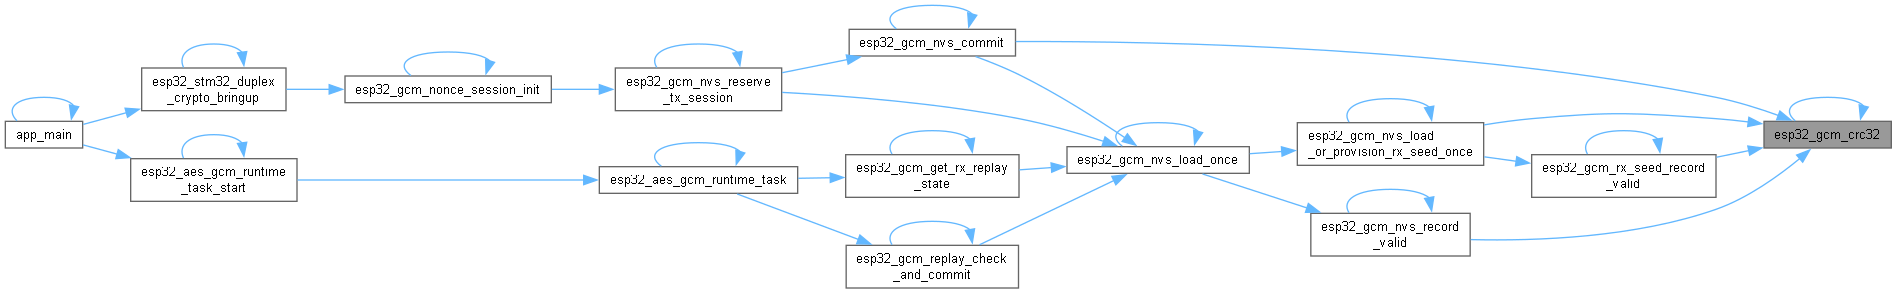 esp32_gcm_nvs_commit
esp32_stm32_duplex
_crypto_bringup
esp32_gcm_nonce_session_init
esp32_gcm_nvs_reserve
_tx_session
app_main
esp32_gcm_nvs_load
_or_provision_rx_seed_once
esp32_gcm_crc32
esp32_aes_gcm_runtime
_task_start
esp32_aes_gcm_runtime_task
esp32_gcm_get_rx_replay
_state
esp32_gcm_nvs_load_once
esp32_gcm_rx_seed_record
_valid
esp32_gcm_nvs_record
_valid
esp32_gcm_replay_check
_and_commit